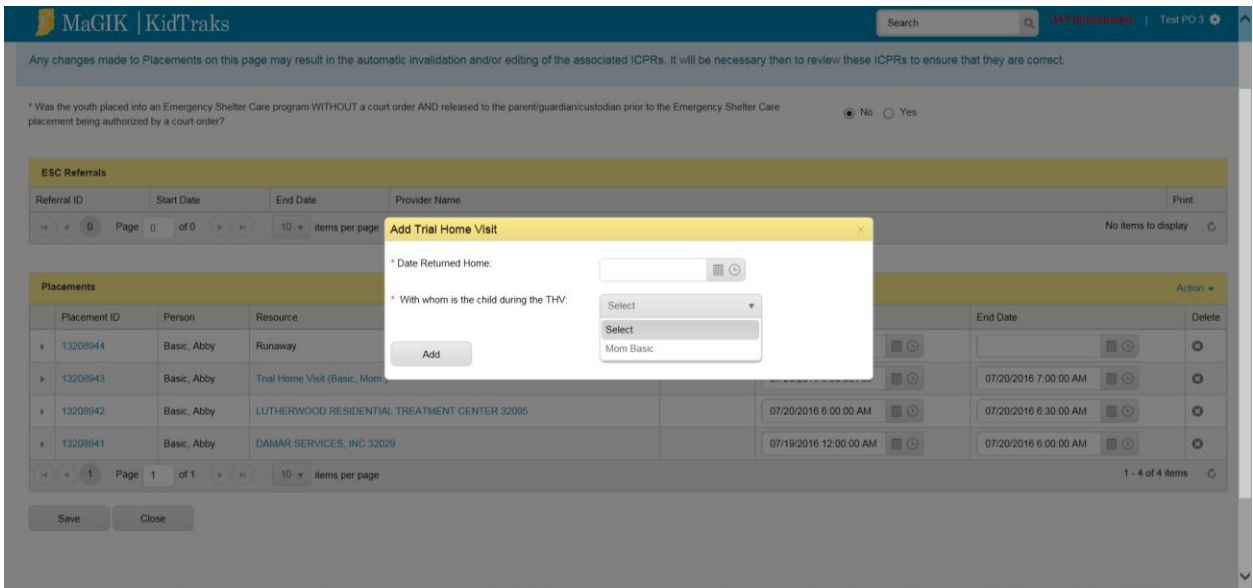 MaGIK | KidTraks
Search
UAT Environment | Test PO 3
Any changes made to Placements on this page may result in the automatic invalidation and/or editing of the associated ICPRs. It will be necessary then to review these ICPRs to ensure that they are correct.
* Was the youth placed into an Emergency Shelter Care program WITHOUT a court order AND released to the parent/guardian/custodian prior to the Emergency Shelter Care
placement being authorized by a court order?
No Yes
ESC Referrals
Referral ID Start Date End Date Provider Name Print
0 Page 0 of 0 10 items per page No items to display
Add Trial Home Visit
* Date Returned Home:
* With whom is the child during the THV: Select
Select
Mom Basic
Add
Placements Action
Placement ID Person Resource End Date Delete
13208944 Basic, Abby Runaway
13208943 Basic, Abby Trial Home Visit (Basic, Mom ) 07/20/2016 7:00:00 AM
13208942 Basic, Abby LUTHERWOOD RESIDENTIAL TREATMENT CENTER 32095 07/20/2016 6:00:00 AM 07/20/2016 6:30:00 AM
13208941 Basic, Abby DAMAR SERVICES, INC 32029 07/19/2016 12:00:00 AM 07/20/2016 6:00:00 AM
1 Page 1 of 1 10 items per page 1 - 4 of 4 items
Save Close